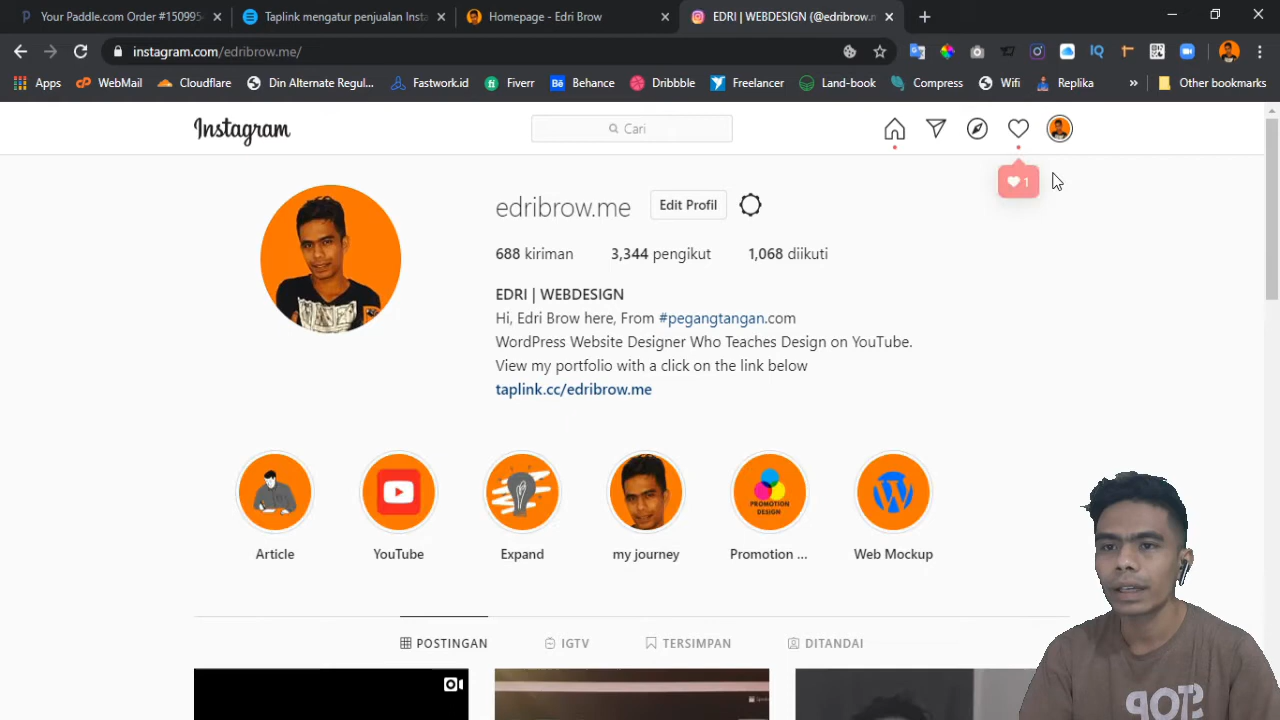 Your Paddle.com Order #150995
Taplink mengatur penjualan Insta
Homepage - Edri Brow
EDRI | WEBDESIGN (@edribrow.m
instagram.com/edribrow.me/
Apps
WebMail
Cloudflare
Din Alternate Regul...
Fastwork.id
Fiverr
Behance
Dribbble
Freelancer
Land-book
Compress
Wifi
Replika
Other bookmarks
Instagram
Cari
1
edribrow.me
Edit Profil
688 kiriman 3,344 pengikut 1,068 diikuti
EDRI | WEBDESIGN
Hi, Edri Brow here, From #pegangtangan.com
WordPress Website Designer Who Teaches Design on YouTube.
View my portfolio with a click on the link below
taplink.cc/edribrow.me
PROMOTION
DESIGN
Article
YouTube
Expand
my journey
Promotion ...
Web Mockup
POSTINGAN
IGTV
TERSIMPAN
DITANDAI
STOP